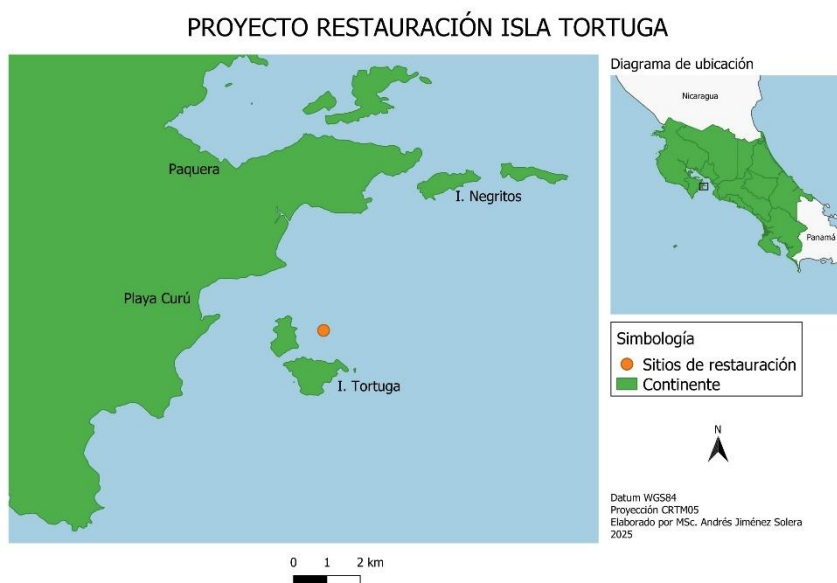 PROYECTO RESTAURACIÓN ISLA TORTUGA
Paquera
I. Negritos
Playa Curú
I. Tortuga
0 1 2 km
Diagrama de ubicación
Nicaragua
Panamá
Simbología
Sitios de restauración
Continente
N
Datum WGS84
Proyección CRTM05
Elaborado por MSc. Andrés Jiménez Solera
2025